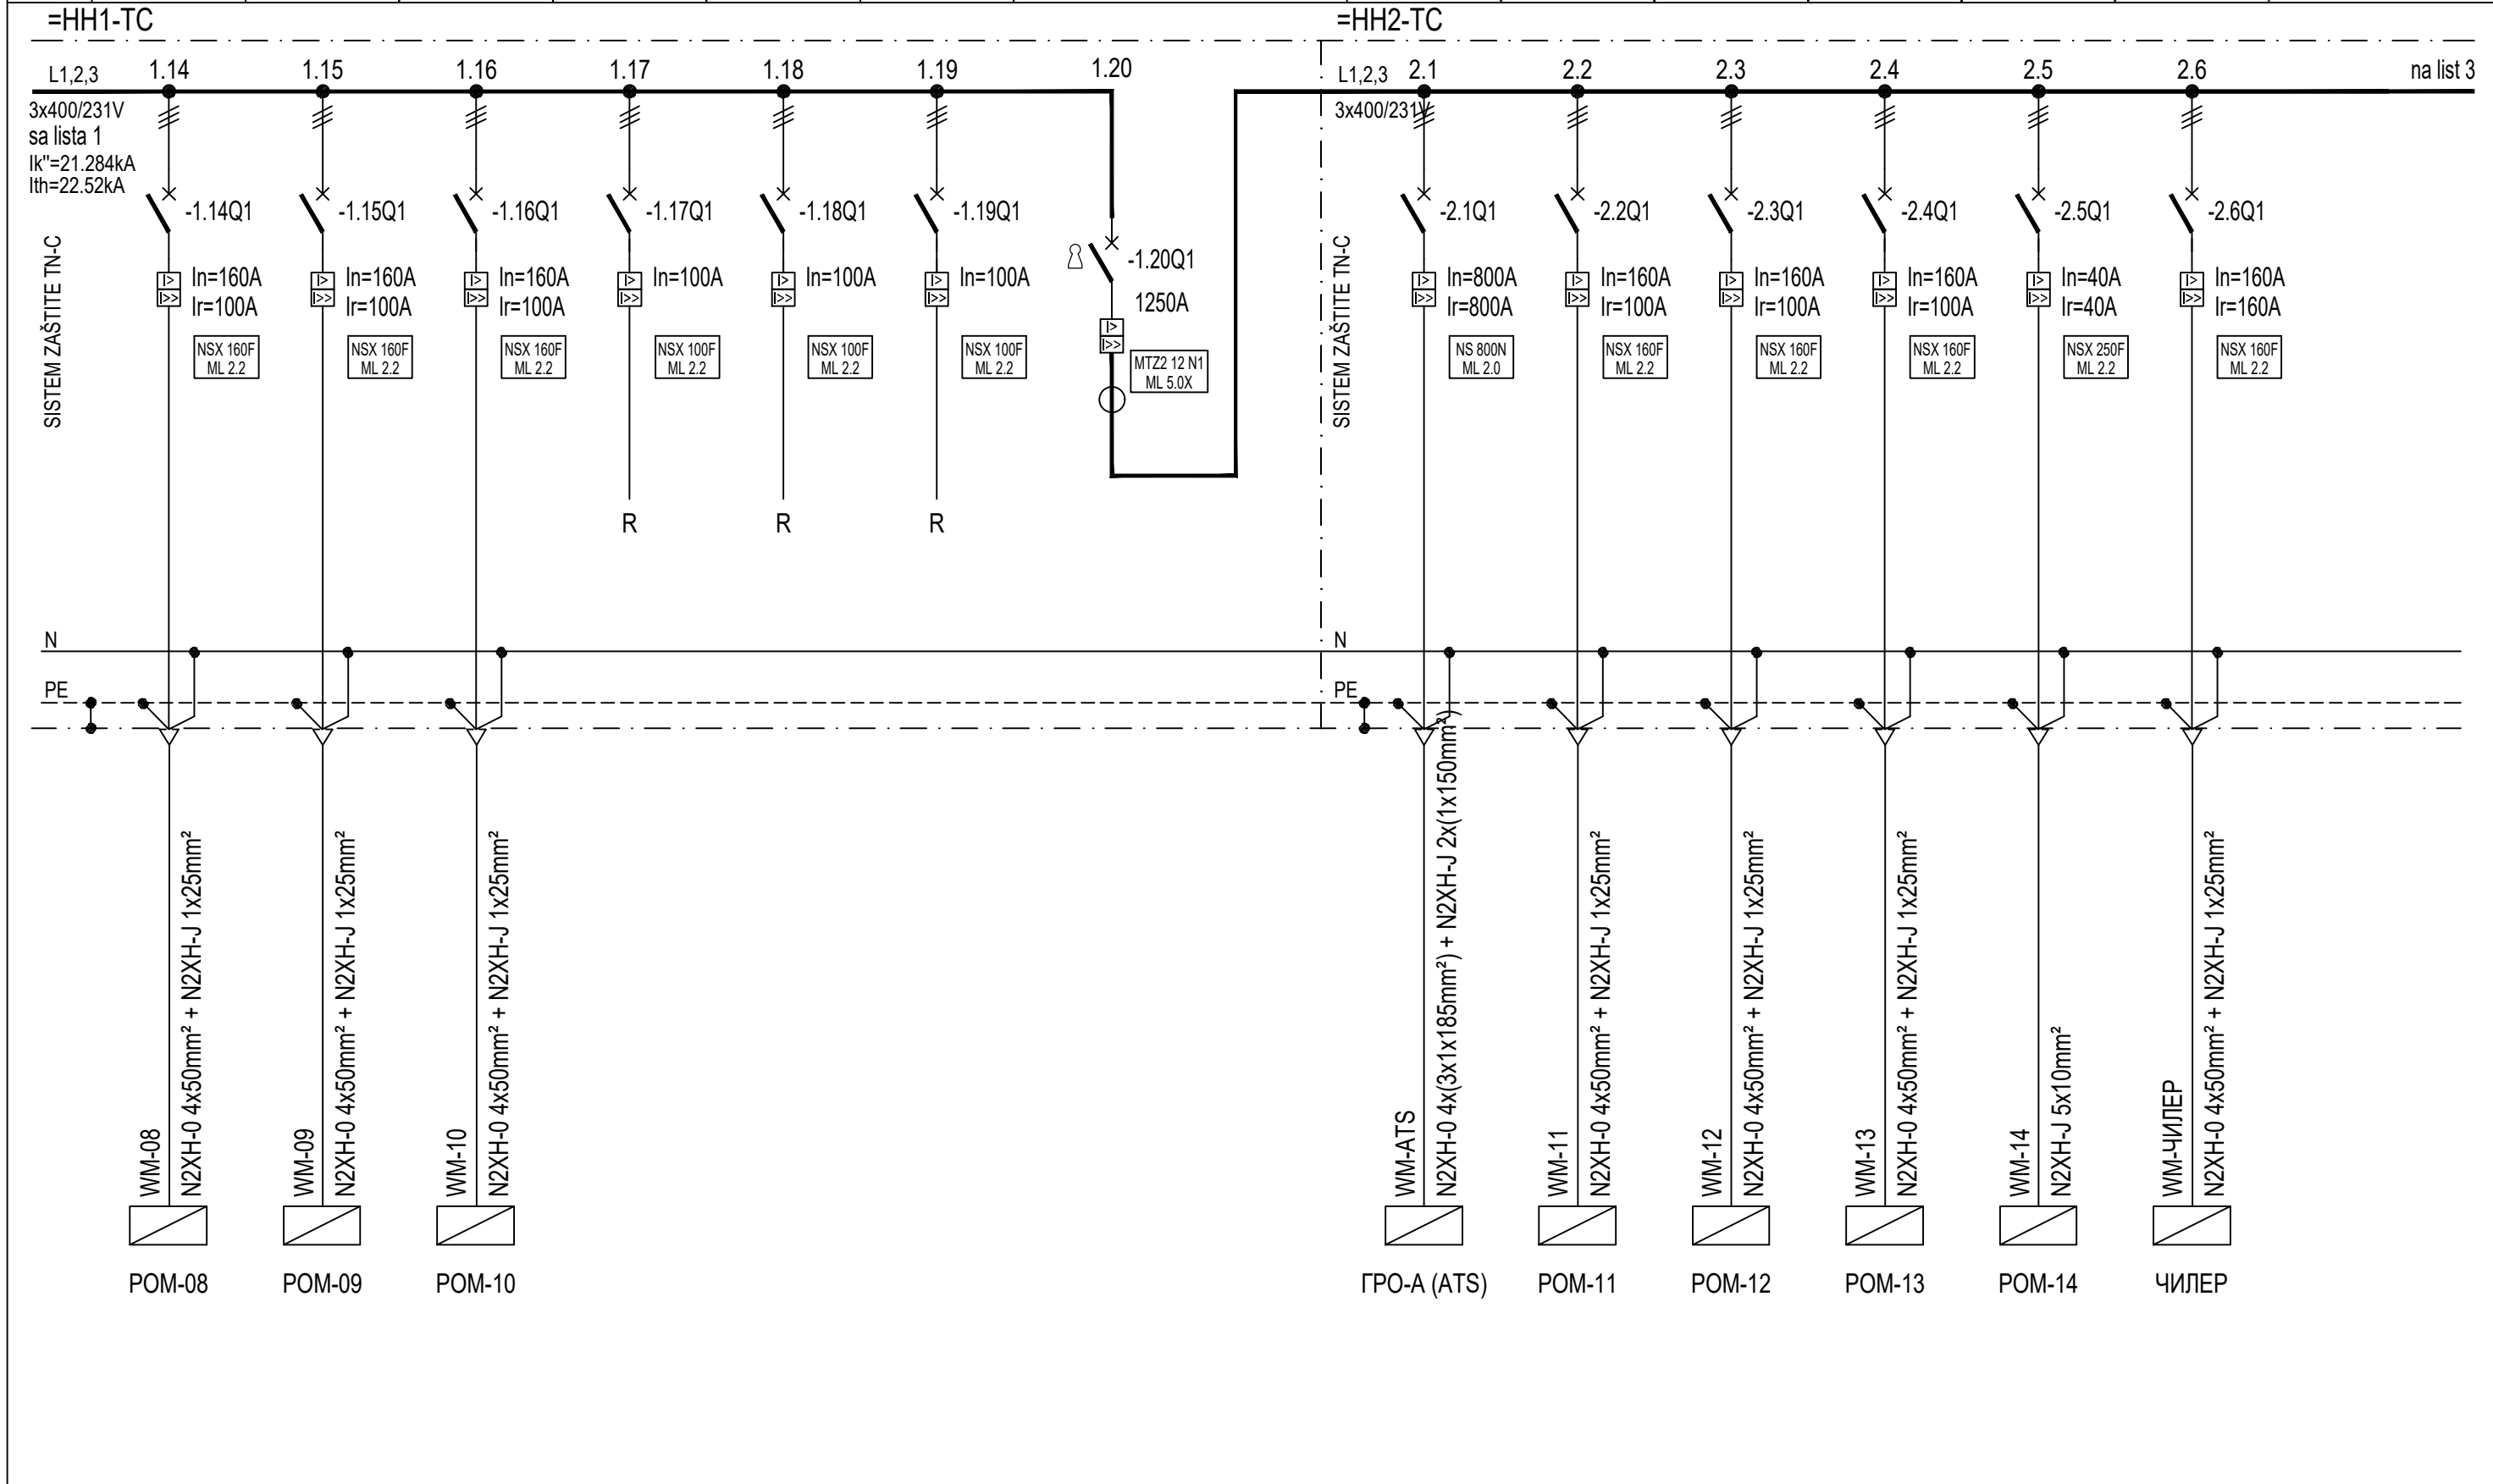 =HH1-TC
=HH2-TC
L1,2,3
1.14
1.15
1.16
1.17
1.18
1.19
1.20
L1,2,3
2.1
2.2
2.3
2.4
2.5
2.6
na list 3
3x400/231V
sa lista 1
Ik"=21.284kA
Ith=22.52kA
3x400/231V
-1.14Q1
-1.15Q1
-1.16Q1
-1.17Q1
-1.18Q1
-1.19Q1
-1.20Q1
1250A
-2.1Q1
-2.2Q1
-2.3Q1
-2.4Q1
-2.5Q1
-2.6Q1
SISTEM ZAŠTITE TN-C
I>
I>>
In=160A
Ir=100A
I>
I>>
In=160A
Ir=100A
I>
I>>
In=160A
Ir=100A
I>
I>>
In=100A
I>
I>>
In=100A
I>
I>>
In=100A
I>
I>>
SISTEM ZAŠTITE TN-C
I>
I>>
In=800A
Ir=800A
I>
I>>
In=160A
Ir=100A
I>
I>>
In=160A
Ir=100A
I>
I>>
In=160A
Ir=100A
I>
I>>
In=40A
Ir=40A
I>
I>>
In=160A
Ir=160A
NSX 160F
ML 2.2
NSX 160F
ML 2.2
NSX 160F
ML 2.2
NSX 100F
ML 2.2
NSX 100F
ML 2.2
NSX 100F
ML 2.2
MTZ2 12 N1
ML 5.0X
NS 800N
ML 2.0
NSX 160F
ML 2.2
NSX 160F
ML 2.2
NSX 160F
ML 2.2
NSX 250F
ML 2.2
NSX 160F
ML 2.2
R
R
R
N
N
PE
PE
WM-08
N2XH-0 4x50mm² + N2XH-J 1x25mm²
WM-09
N2XH-0 4x50mm² + N2XH-J 1x25mm²
WM-10
N2XH-0 4x50mm² + N2XH-J 1x25mm²
WM-ATS
N2XH-0 4x(3x1x185mm²) + N2XH-J 2x(1x150mm²)
WM-11
N2XH-0 4x50mm² + N2XH-J 1x25mm²
WM-12
N2XH-0 4x50mm² + N2XH-J 1x25mm²
WM-13
N2XH-0 4x50mm² + N2XH-J 1x25mm²
WM-14
N2XH-J 5x10mm²
WM-ЧИЛЕР
N2XH-0 4x50mm² + N2XH-J 1x25mm²
РОМ-08
РОМ-09
РОМ-10
ГРО-А (ATS)
РОМ-11
РОМ-12
РОМ-13
РОМ-14
ЧИЛЕР